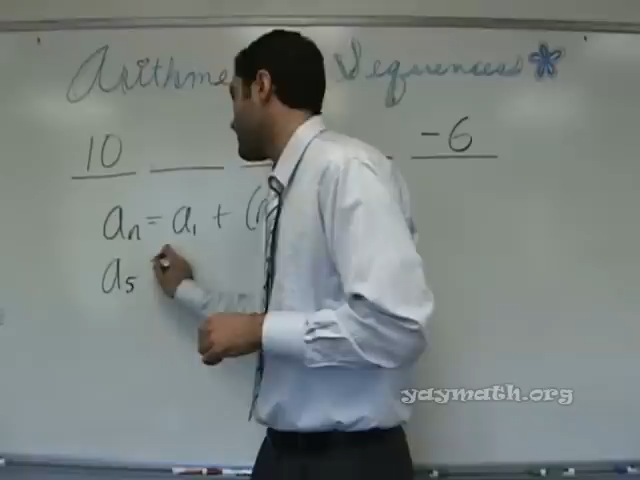 Arithme Sequences
10 -6
an = a1 + (n
a5
yaymath.org